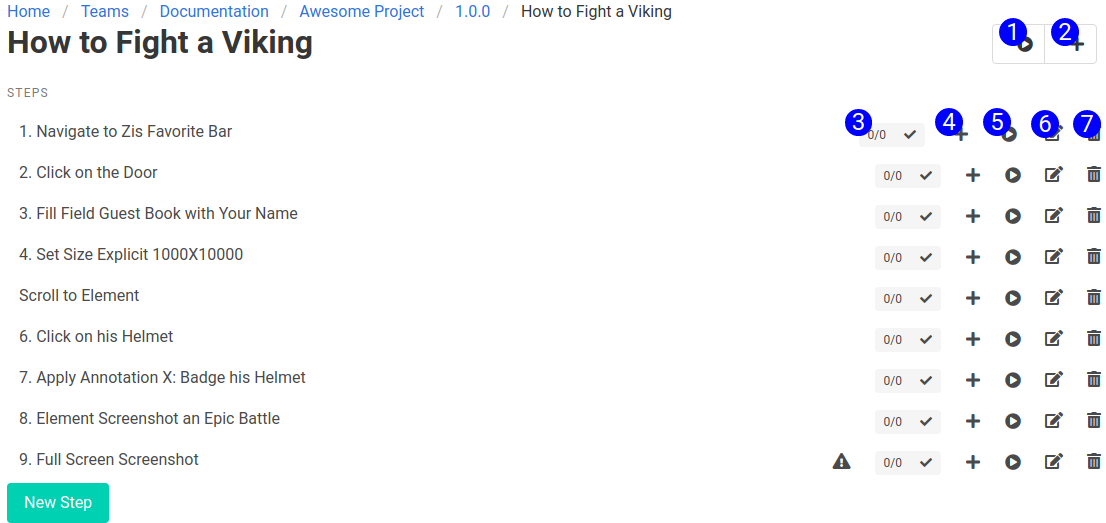 Home / Teams / Documentation / Awesome Project / 1.0.0 / How to Fight a Viking
How to Fight a Viking
1 2
STEPS
1. Navigate to Zis Favorite Bar 3 0/0 4 5 6 7
2. Click on the Door 0/0
3. Fill Field Guest Book with Your Name 0/0
4. Set Size Explicit 1000X10000 0/0
Scroll to Element 0/0
6. Click on his Helmet 0/0
7. Apply Annotation X: Badge his Helmet 0/0
8. Element Screenshot an Epic Battle 0/0
9. Full Screen Screenshot 0/0
New Step